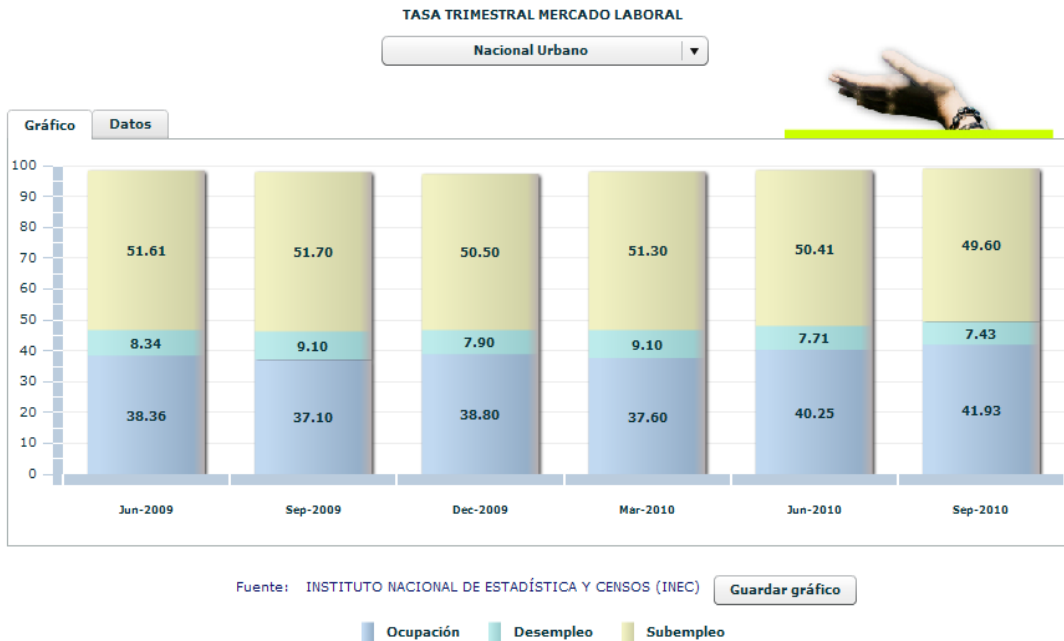 TASA TRIMESTRAL MERCADO LABORAL
Nacional Urbano
Gráfico Datos
100
90
80
70
60
50
40
30
20
10
0
51.61 51.70 50.50 51.30 50.41 49.60
8.34 9.10 7.90 9.10 7.71 7.43
38.36 37.10 38.80 37.60 40.25 41.93
Jun-2009 Sep-2009 Dec-2009 Mar-2010 Jun-2010 Sep-2010
Fuente: INSTITUTO NACIONAL DE ESTADÍSTICA Y CENSOS (INEC) Guardar gráfico
Ocupación Desempleo Subempleo